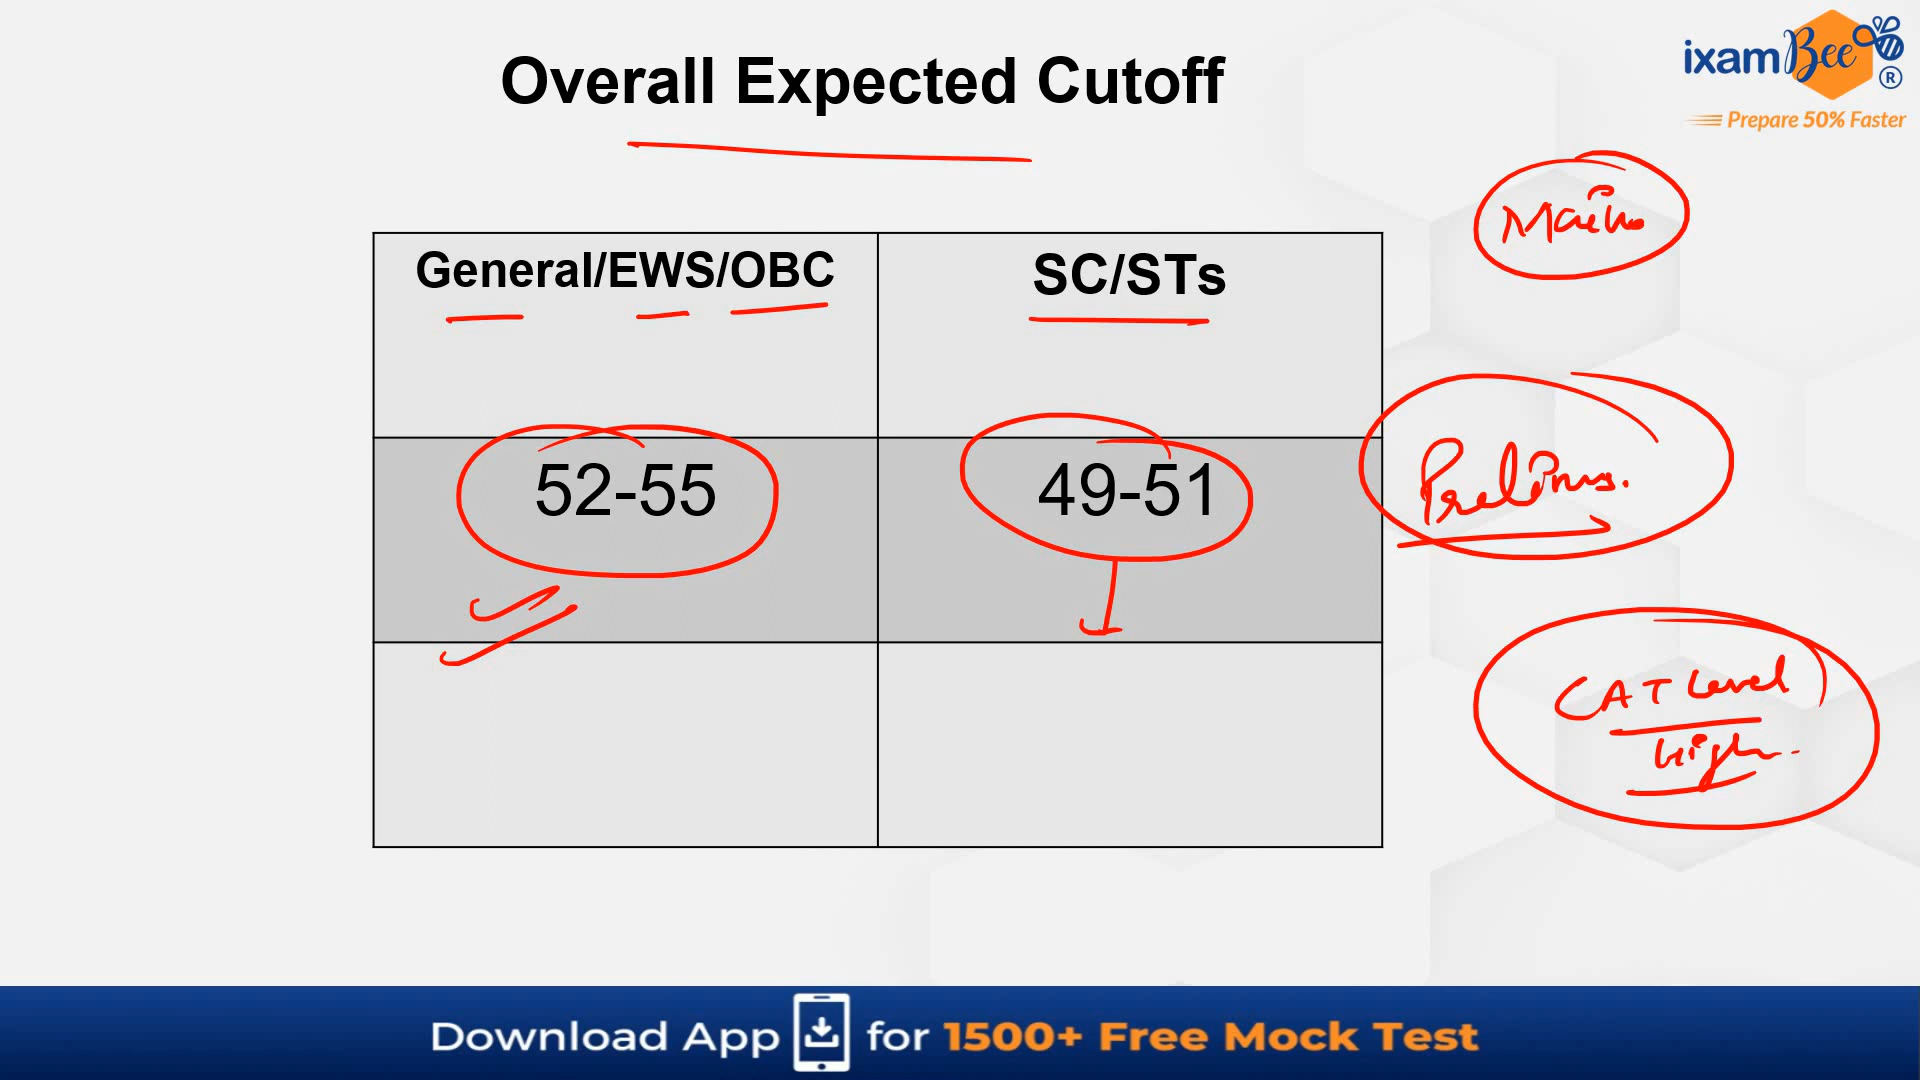 Overall Expected Cutoff
ixamBee®
Prepare 50% Faster
Mains
General/EWS/OBC
SC/STs
52-55
49-51
Prelims.
CAT Level
high.
Download App for 1500+ Free Mock Test